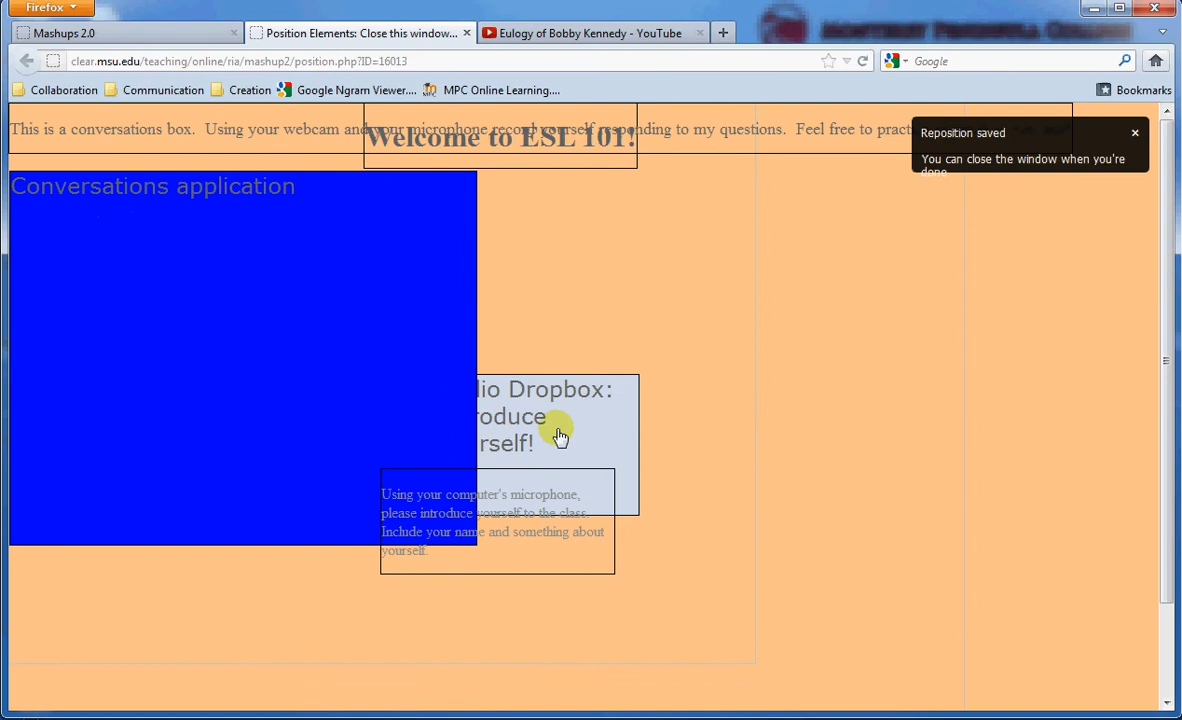 Firefox
Mashups 2.0
Position Elements: Close this window...
Eulogy of Bobby Kennedy - YouTube
clear.msu.edu/teaching/online/ria/mashup2/position.php?ID=16013
Google
Collaboration
Communication
Creation
Google Ngram Viewer....
MPC Online Learning....
Bookmarks
This is a conversations box. Using your webcam and your microphone record yourself responding to my questions. Feel free to pract
Welcome to ESL 101!
Reposition saved
You can close the window when you're
done.
Conversations application
dio Dropbox:
roduce
rself!
Using your computer's microphone,
please introduce yourself to the class.
Include your name and something about
yourself.